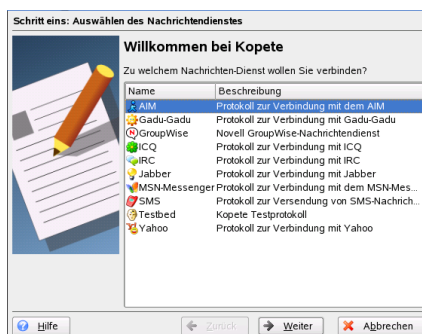 Schritt eins: Auswählen des Nachrichtendienstes
Willkommen bei Kopete
Zu welchem Nachrichten-Dienst wollen Sie verbinden?
Name Beschreibung
AIM Protokoll zur Verbindung mit dem AIM
Gadu-Gadu Protokoll zur Verbindung mit Gadu-Gadu
GroupWise Novell GroupWise-Nachrichtendienst
ICQ Protokoll zur Verbindung mit ICQ
IRC Protokoll zur Verbindung mit IRC
Jabber Protokoll zur Verbindung mit Jabber
MSN-Messenger Protokoll zur Verbindung mit dem MSN-Mes...
SMS Protokoll zur Versendung von SMS-Nachrich...
Testbed Kopete Testprotokoll
Yahoo Protokoll zur Verbindung mit Yahoo
Hilfe Zurück Weiter Abbrechen